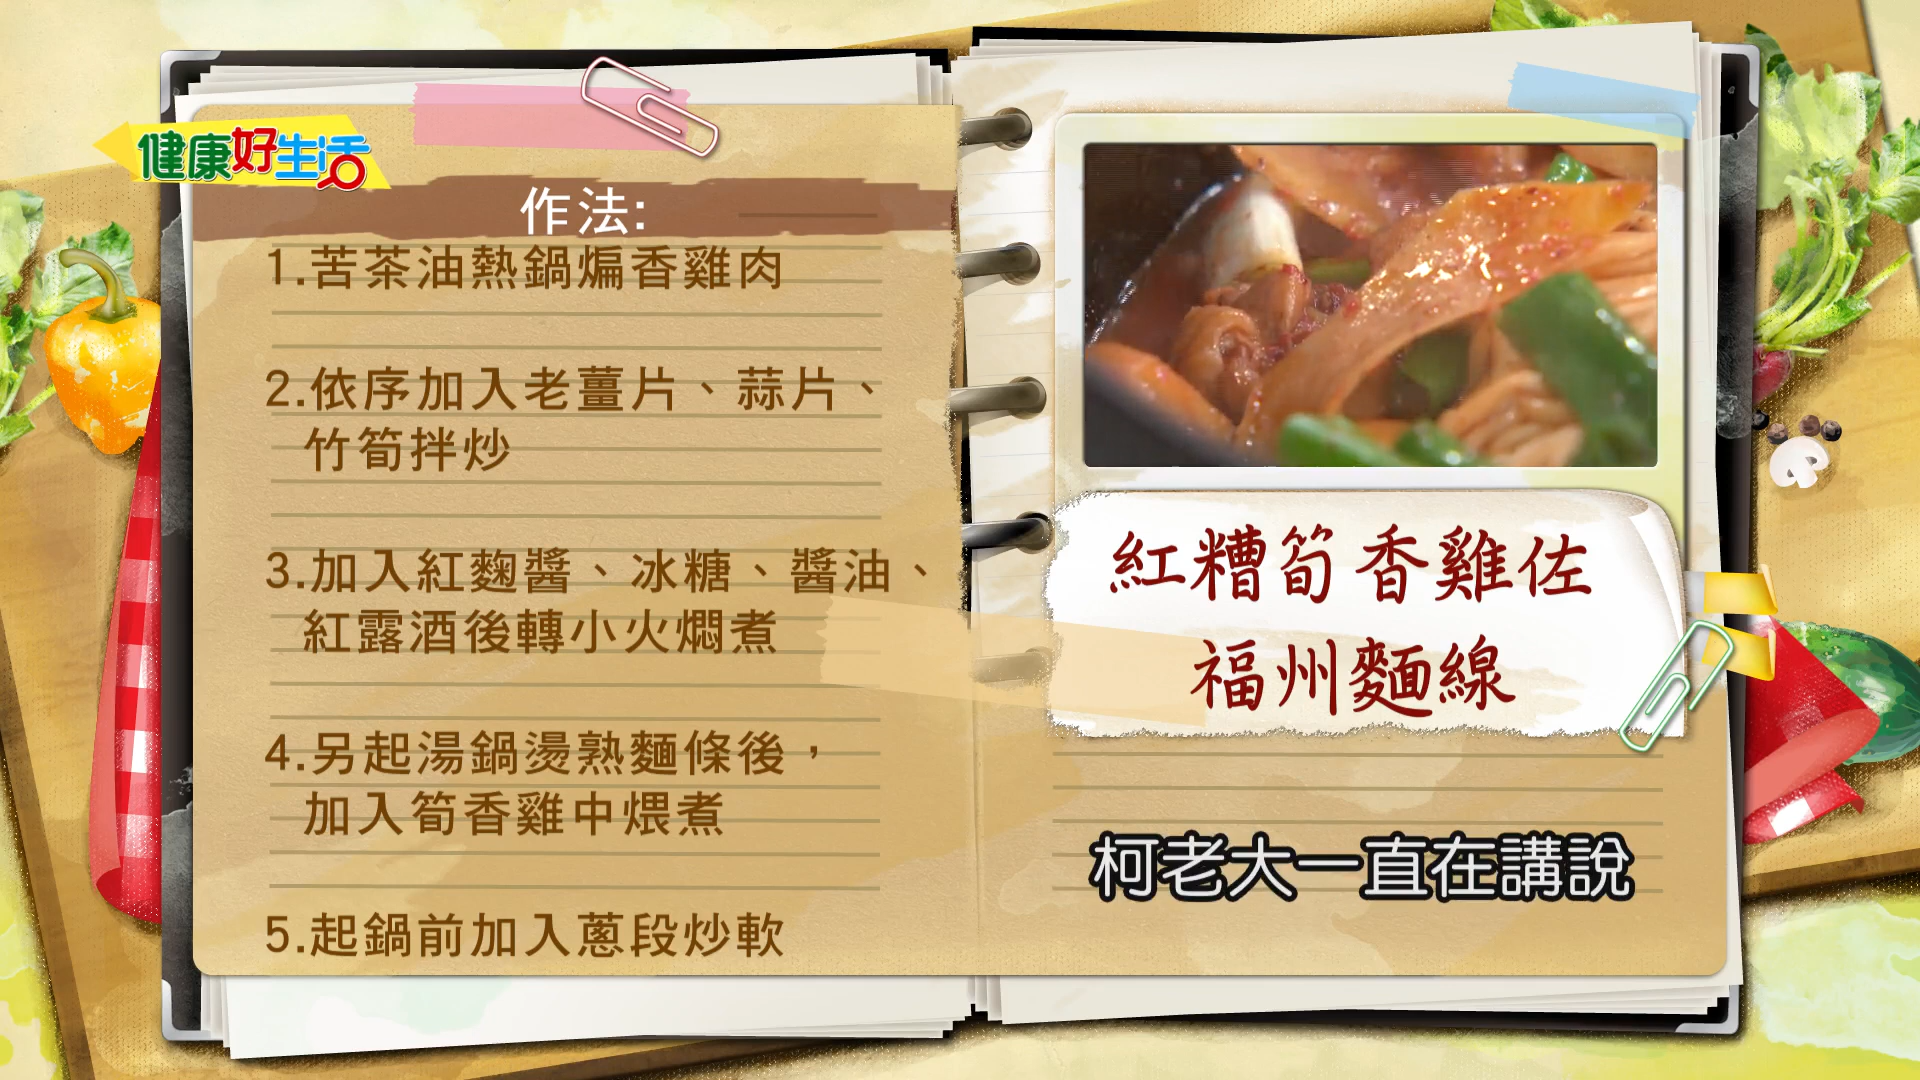 健康好生活
作法:
1.苦茶油熱鍋煸香雞肉
2.依序加入老薑片、蒜片、
竹筍拌炒
3.加入紅麴醬、冰糖、醬油、
紅露酒後轉小火燜煮
4.另起湯鍋燙熟麵條後，
加入筍香雞中煨煮
5.起鍋前加入蔥段炒軟
紅糟筍香雞佐
福州麵線
柯老大一直在講說